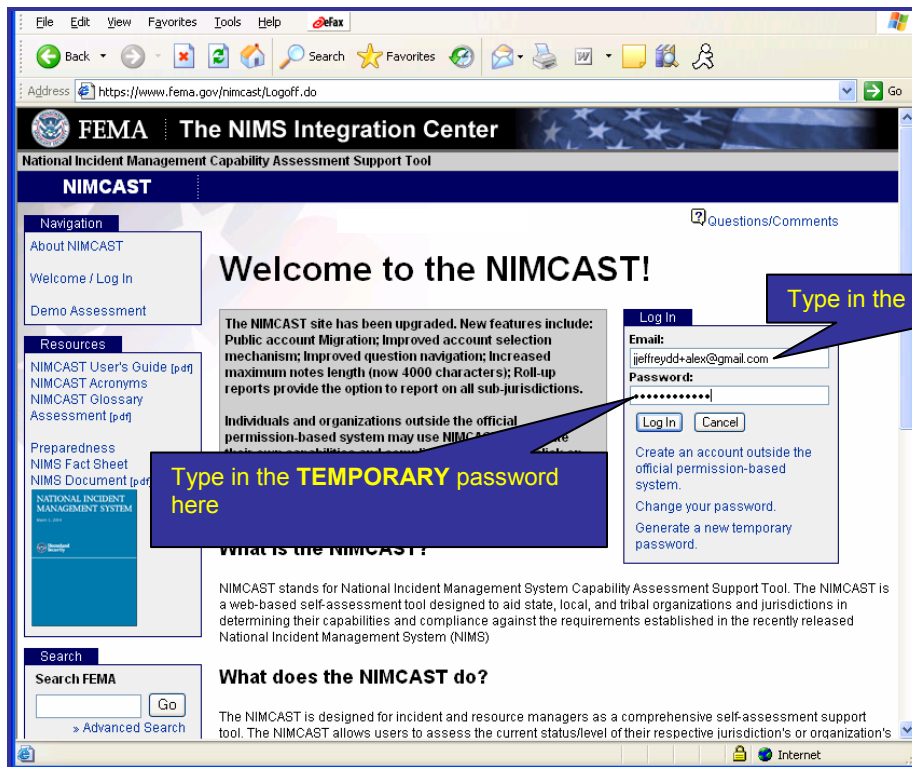 File Edit View Favorites Tools Help eFax
Back Search Favorites
Address https://www.fema.gov/nimcast/Logoff.do Go
FEMA The NIMS Integration Center
National Incident Management Capability Assessment Support Tool
NIMCAST
Navigation
About NIMCAST
Welcome / Log In
Demo Assessment
Resources
NIMCAST User's Guide [pdf]
NIMCAST Acronyms
NIMCAST Glossary
Assessment [pdf]
Preparedness
NIMS Fact Sheet
NIMS Document [pdf]
NATIONAL INCIDENT
MANAGEMENT SYSTEM
March 1, 2004
Homeland
Security
Search
Search FEMA
Go
» Advanced Search
Questions/Comments
Welcome to the NIMCAST!
The NIMCAST site has been upgraded. New features include:
Public account Migration; Improved account selection
mechanism; Improved question navigation; Increased
maximum notes length (now 4000 characters); Roll-up
reports provide the option to report on all sub-jurisdictions.
Individuals and organizations outside the official
permission-based system may use
Type in the TEMPORARY password
here
Type in the
Log In
Email:
jjeffreydd+alex@gmail.com
Password:
Log In Cancel
Create an account outside the
official permission-based
system.
Change your password.
Generate a new temporary
password.
What is the NIMCAST?
NIMCAST stands for National Incident Management System Capability Assessment Support Tool. The NIMCAST is
a web-based self-assessment tool designed to aid state, local, and tribal organizations and jurisdictions in
determining their capabilities and compliance against the requirements established in the recently released
National Incident Management System (NIMS)
What does the NIMCAST do?
The NIMCAST is designed for incident and resource managers as a comprehensive self-assessment support
tool. The NIMCAST allows users to assess the current status/level of their respective jurisdiction's or organization's
Internet